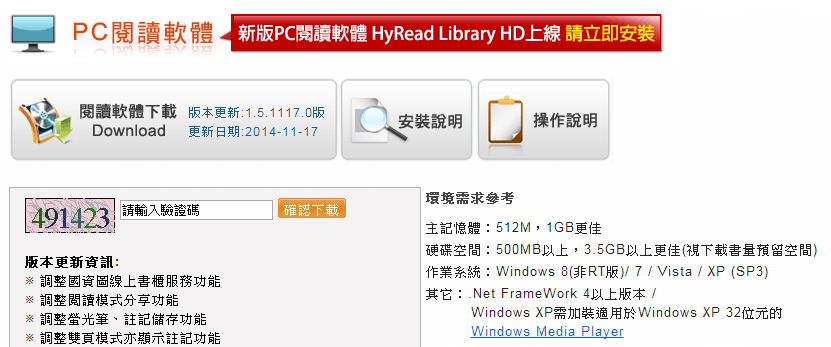 PC閱讀軟體 新版PC閱讀軟體 HyRead Library HD上線 請立即安裝
閱讀軟體下載 版本更新:1.5.1117.0版 安裝說明 操作說明
Download 更新日期:2014-11-17
491423 請輸入驗證碼 確認下載
版本更新資訊:
※ 調整國資圖線上書櫃服務功能
※ 調整閱讀模式分享功能
※ 調整螢光筆、註記儲存功能
※ 調整雙頁模式亦顯示註記功能
環境需求參考
主記憶體：512M，1GB更佳
硬碟空間：500MB以上，3.5GB以上更佳(視下載書量預留空間)
作業系統：Windows 8(非RT版)/ 7 / Vista / XP (SP3)
其它：.Net FrameWork 4以上版本 /
Windows XP需加裝適用於Windows XP 32位元的
Windows Media Player